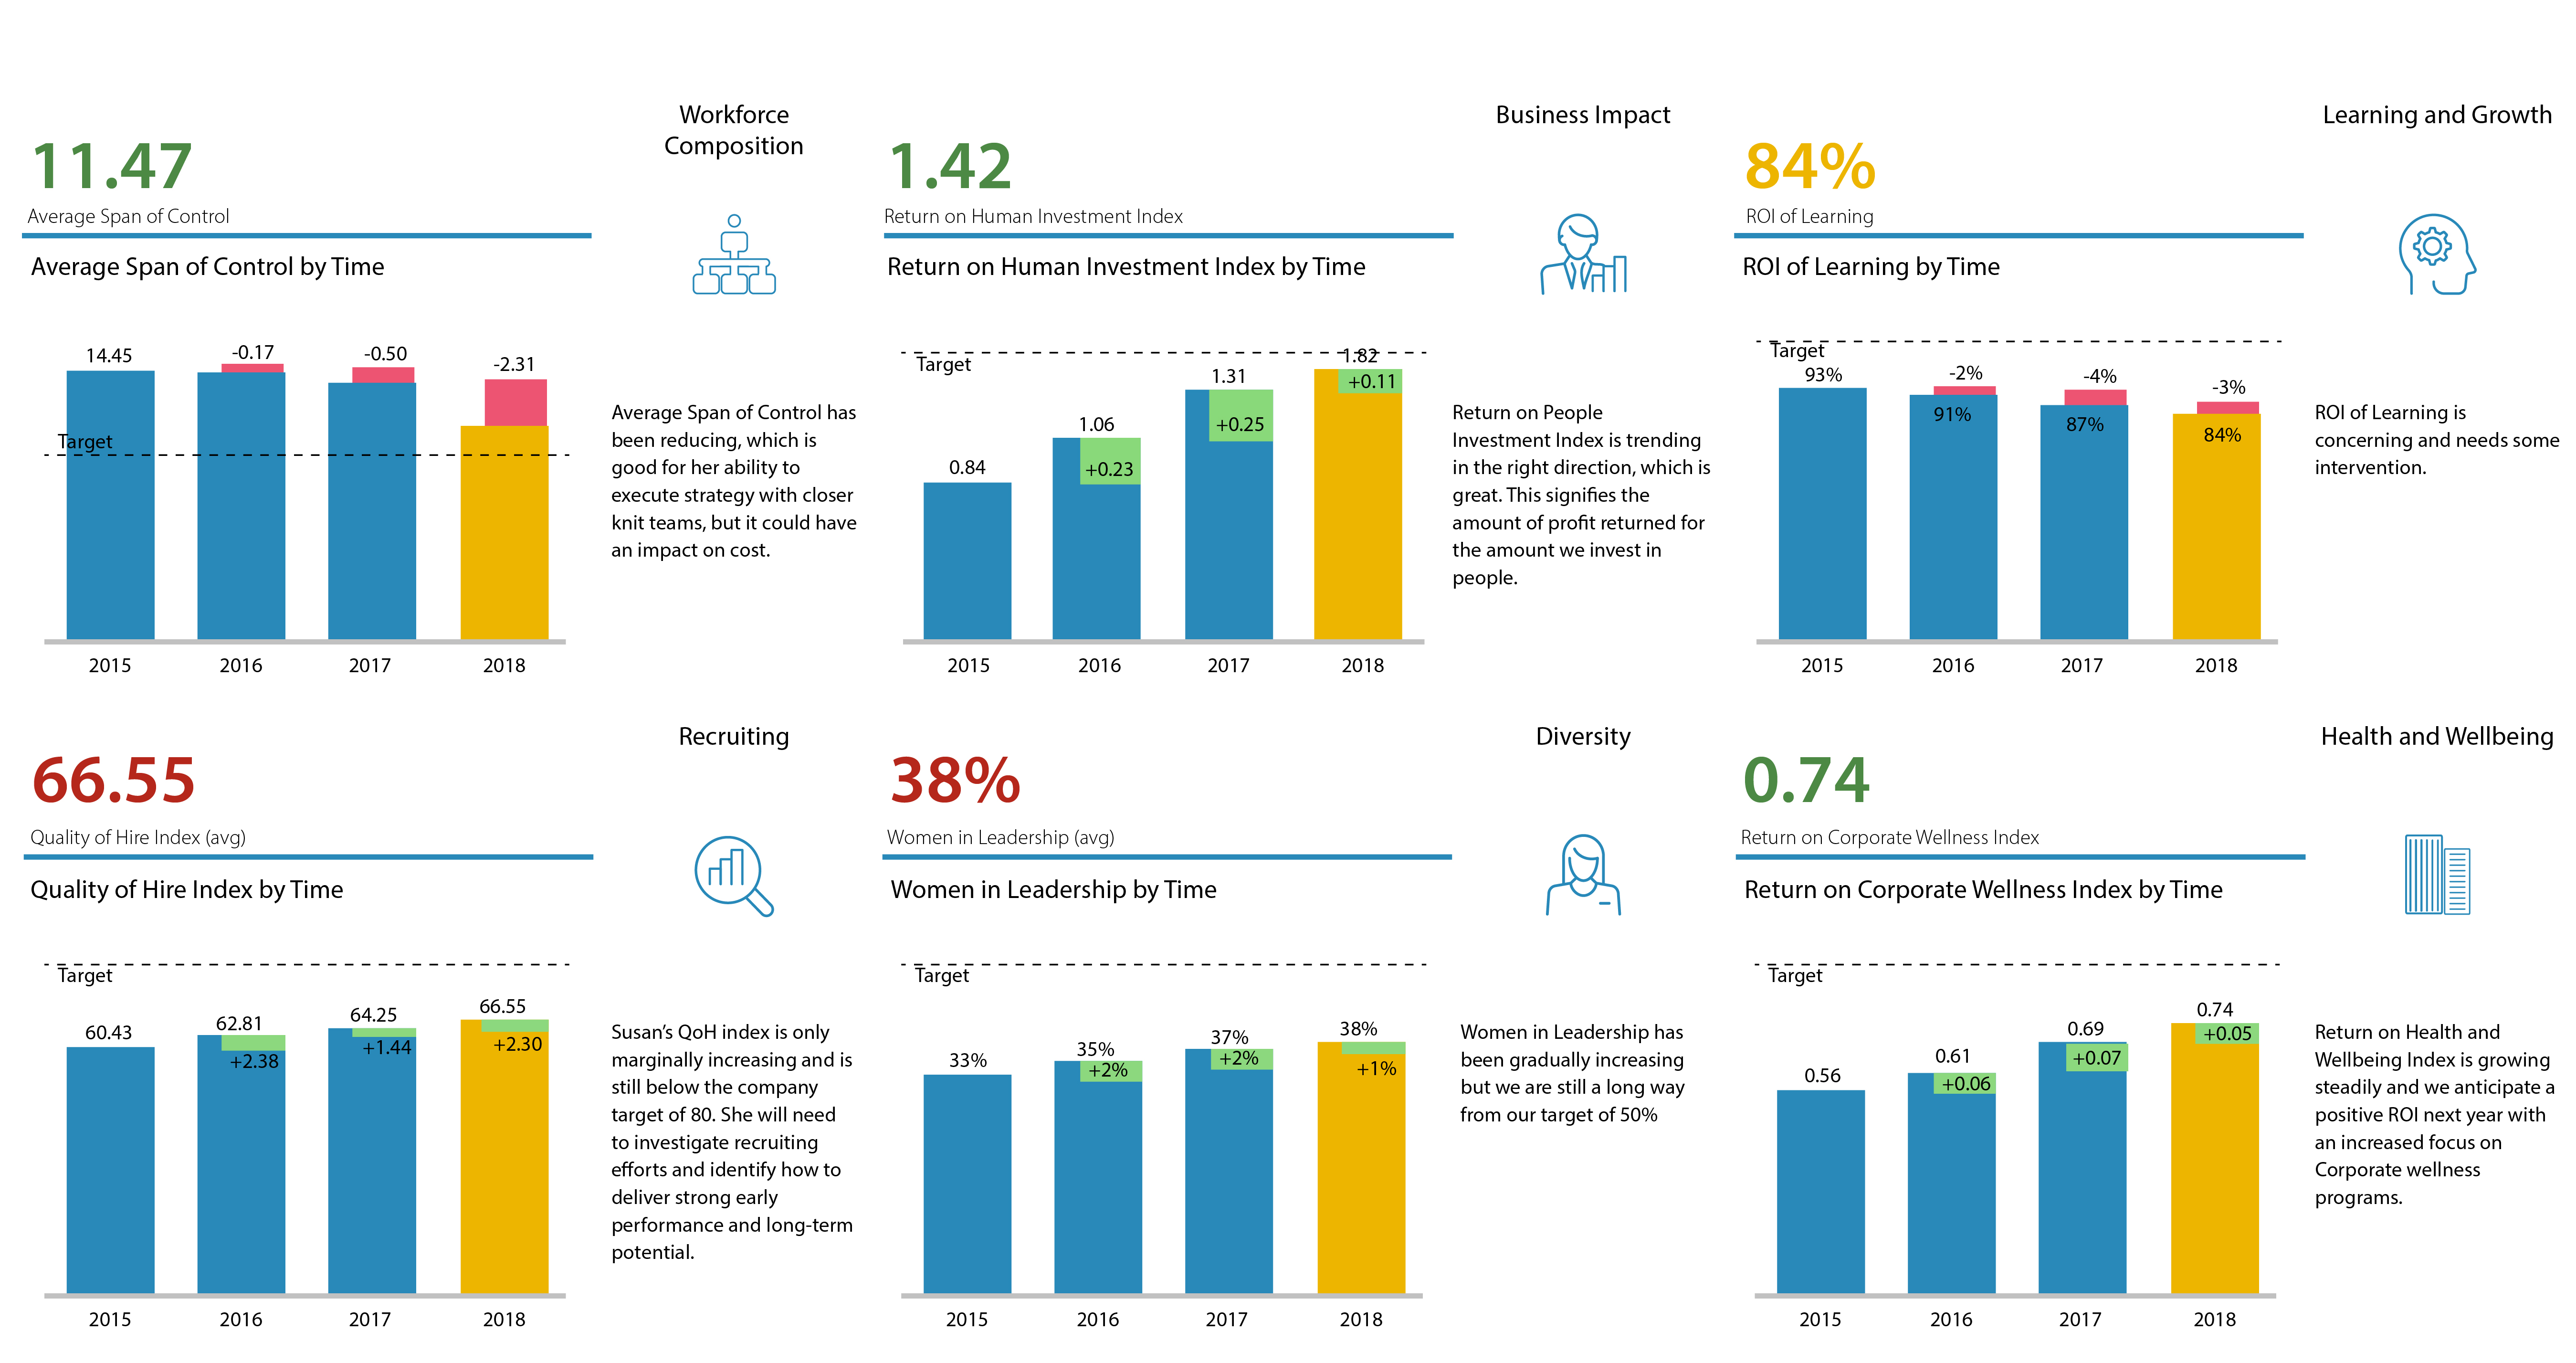 Workforce
Composition
11.47
Average Span of Control
Average Span of Control by Time
14.45
-0.17
-0.50
-2.31
Target
2015
2016
2017
2018
Average Span of Control has
been reducing, which is
good for her ability to
execute strategy with closer
knit teams, but it could have
an impact on cost.
Business Impact
1.42
Return on Human Investment Index
Return on Human Investment Index by Time
Target
0.84
1.06
+0.23
1.31
+0.25
1.82
+0.11
2015
2016
2017
2018
Return on People
Investment Index is trending
in the right direction, which is
great. This signifies the
amount of profit returned for
the amount we invest in
people.
Learning and Growth
84%
ROI of Learning
ROI of Learning by Time
Target
93%
-2%
91%
-4%
87%
-3%
84%
2015
2016
2017
2018
ROI of Learning is
concerning and needs some
intervention.
Recruiting
66.55
Quality of Hire Index (avg)
Quality of Hire Index by Time
Target
60.43
62.81
+2.38
64.25
+1.44
66.55
+2.30
2015
2016
2017
2018
Susan’s QoH index is only
marginally increasing and is
still below the company
target of 80. She will need
to investigate recruiting
efforts and identify how to
deliver strong early
performance and long-term
potential.
Diversity
38%
Women in Leadership (avg)
Women in Leadership by Time
Target
33%
35%
+2%
37%
+2%
38%
+1%
2015
2016
2017
2018
Women in Leadership has
been gradually increasing
but we are still a long way
from our target of 50%
Health and Wellbeing
0.74
Return on Corporate Wellness Index
Return on Corporate Wellness Index by Time
Target
0.56
0.61
+0.06
0.69
+0.07
0.74
+0.05
2015
2016
2017
2018
Return on Health and
Wellbeing Index is growing
steadily and we anticipate a
positive ROI next year with
an increased focus on
Corporate wellness
programs.